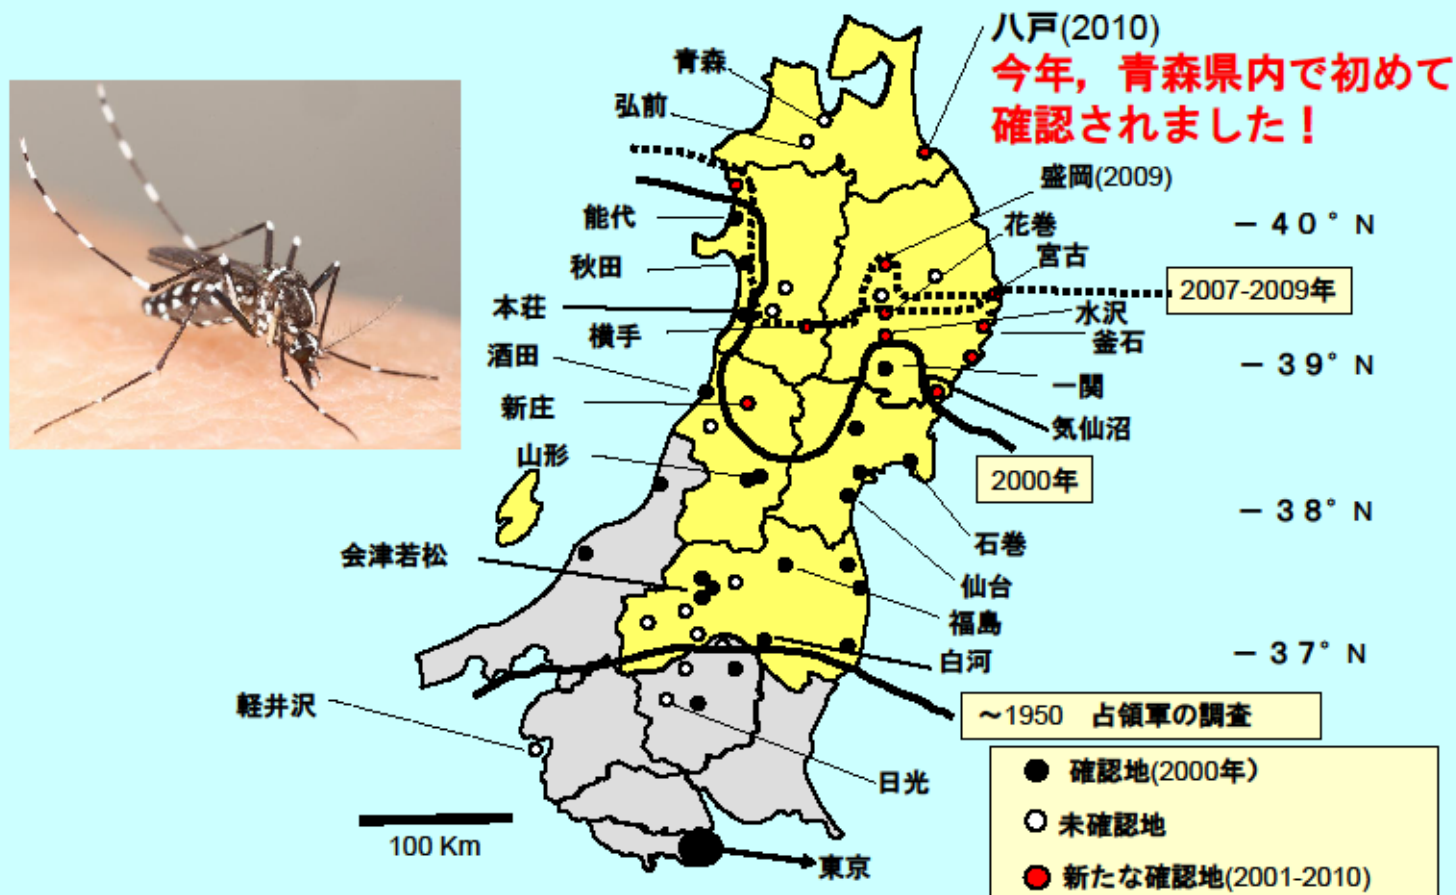 八戸(2010)
今年，青森県内で初めて
確認されました！
青森
弘前
盛岡(2009)
能代
花巻
－４０°N
秋田
宮古
2007-2009年
本荘
水沢
横手
釜石
酒田
－３９°N
一関
新庄
気仙沼
山形
2000年
－３８°N
石巻
会津若松
仙台
福島
白河
－３７°N
軽井沢
～1950 占領軍の調査
日光
確認地(2000年）
未確認地
新たな確認地(2001-2010)
100 Km
東京